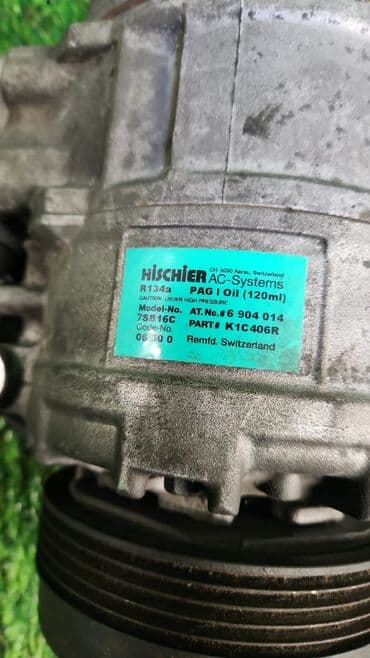 CH-5000 Aarau, Switzerland
HiSCHiER AC-Systems
R134a PAG I Oil (120ml)
CAUTION: UNDER HIGH PRESSURE
Model-No. AT.No.# 6 904 014
7SB16C PART# K1C406R
Code-No.
Remfd. Switzerland